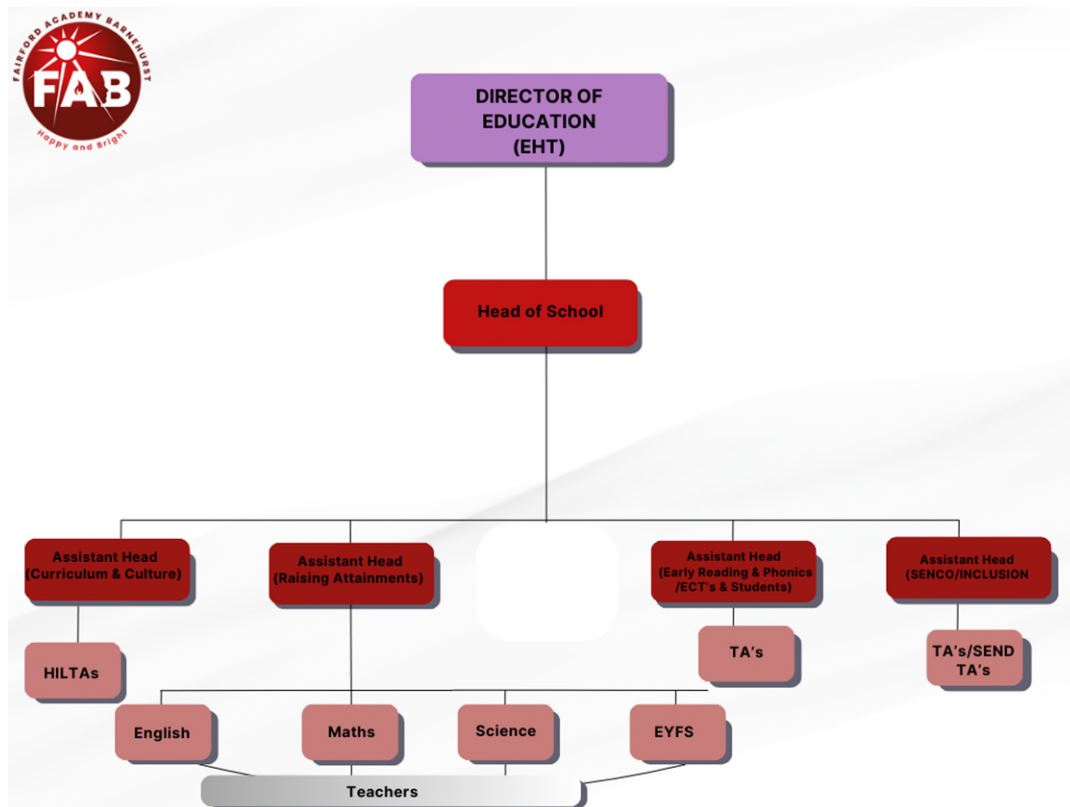 FAIRFORD ACADEMY BARNEHURST
FAB
Happy and Bright
DIRECTOR OF
EDUCATION
(EHT)
Head of School
Assistant Head
(Curriculum & Culture)
Assistant Head
(Raising Attainments)
Assistant Head
(Early Reading & Phonics
/ECT's & Students)
Assistant Head
(SENCO/INCLUSION
HILTAs
TA's
TA's/SEND
TA's
English
Maths
Science
EYFS
Teachers